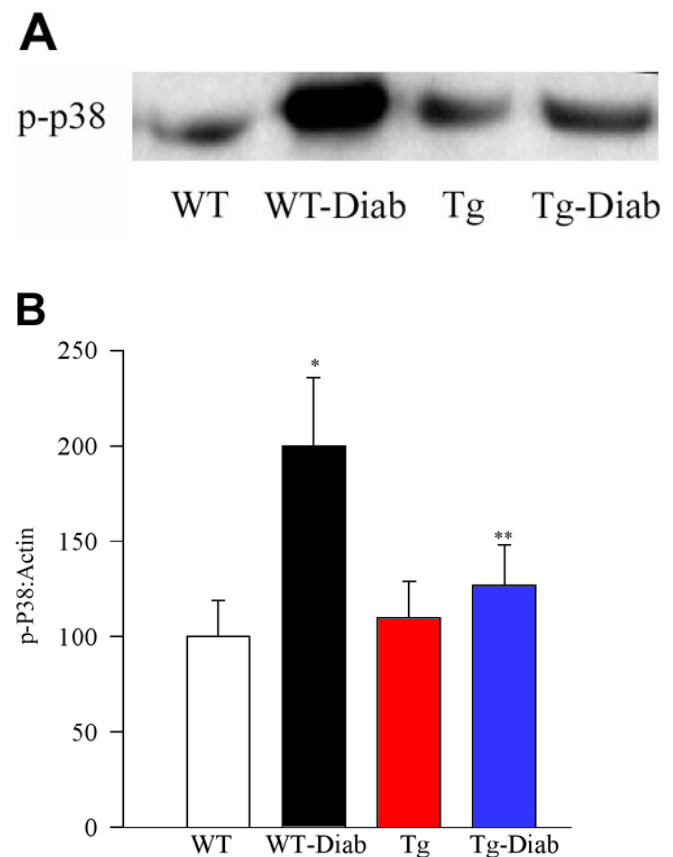 A
p-p38
WT WT-Diab Tg Tg-Diab
B
250
200
150
100
50
0
p-P38:Actin
*
**
WT WT-Diab Tg Tg-Diab